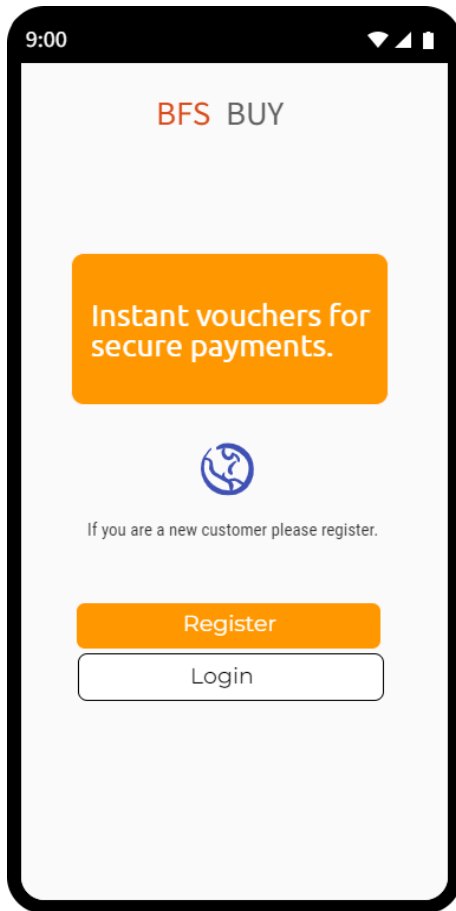 9:00
BFS BUY
Instant vouchers for
secure payments.
If you are a new customer please register.
Register
Login